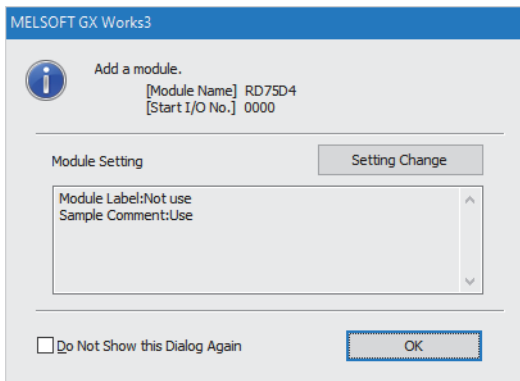 MELSOFT GX Works3
Add a module.
[Module Name] RD75D4
[Start I/O No.] 0000
Module Setting
Setting Change
Module Label:Not use
Sample Comment:Use
Do Not Show this Dialog Again
OK